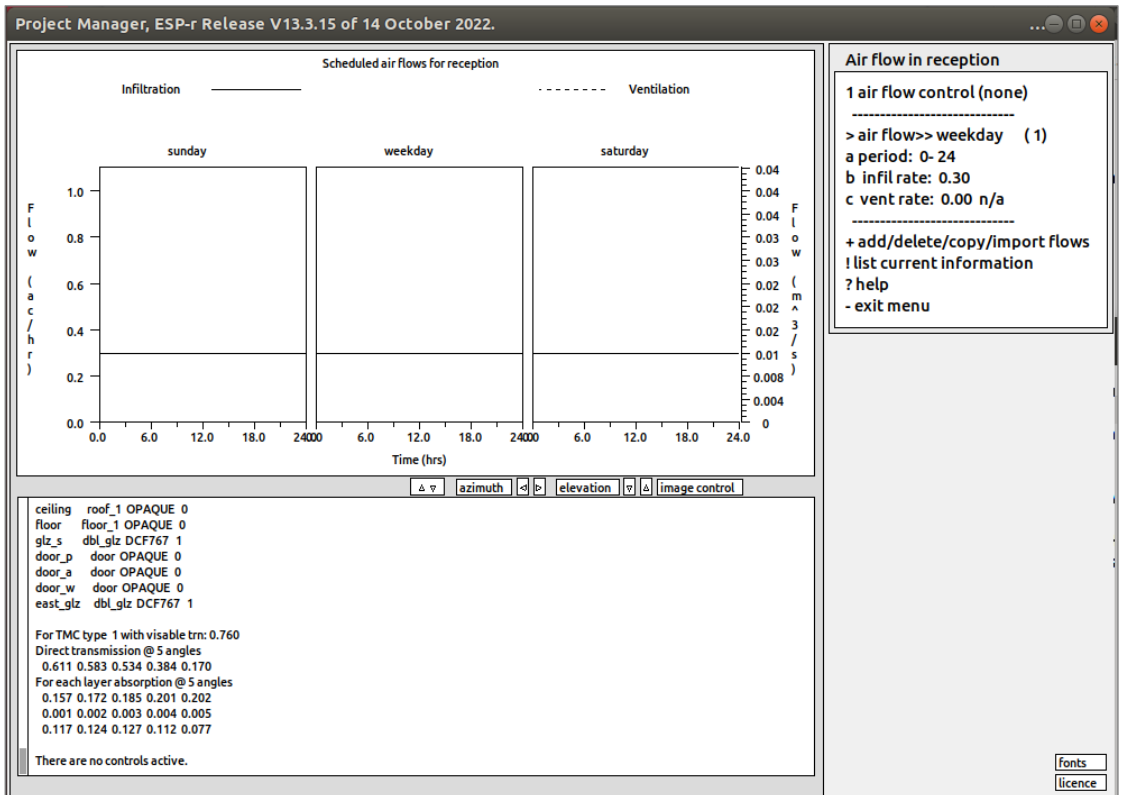 Project Manager, ESP-r Release V13.3.15 of 14 October 2022.
...
Scheduled air flows for reception
Infiltration
Ventilation
sunday
weekday
saturday
Flow (ac/hr)
1.0
0.8
0.6
0.4
0.2
0.0
0.04
0.04
0.04
0.03
0.03
0.02
0.02
0.02
0.01
0.008
0.004
0
Flow (m^3/s)
0.0 6.0 12.0 18.0 24.0
6.0 12.0 18.0 24.0
6.0 12.0 18.0 24.0
Time (hrs)
azimuth
elevation
image control
ceiling roof_1 OPAQUE 0
floor floor_1 OPAQUE 0
glz_s dbl_glz DCF767 1
door_p door OPAQUE 0
door_a door OPAQUE 0
door_w door OPAQUE 0
east_glz dbl_glz DCF767 1
For TMC type 1 with visable trn: 0.760
Direct transmission @ 5 angles
0.611 0.583 0.534 0.384 0.170
For each layer absorption @ 5 angles
0.157 0.172 0.185 0.201 0.202
0.001 0.002 0.003 0.004 0.005
0.117 0.124 0.127 0.112 0.077
There are no controls active.
Air flow in reception
1 air flow control (none)
-----------------------------
> air flow>> weekday ( 1)
a period: 0- 24
b infil rate: 0.30
c vent rate: 0.00 n/a
-----------------------------
+ add/delete/copy/import flows
! list current information
? help
- exit menu
fonts
licence